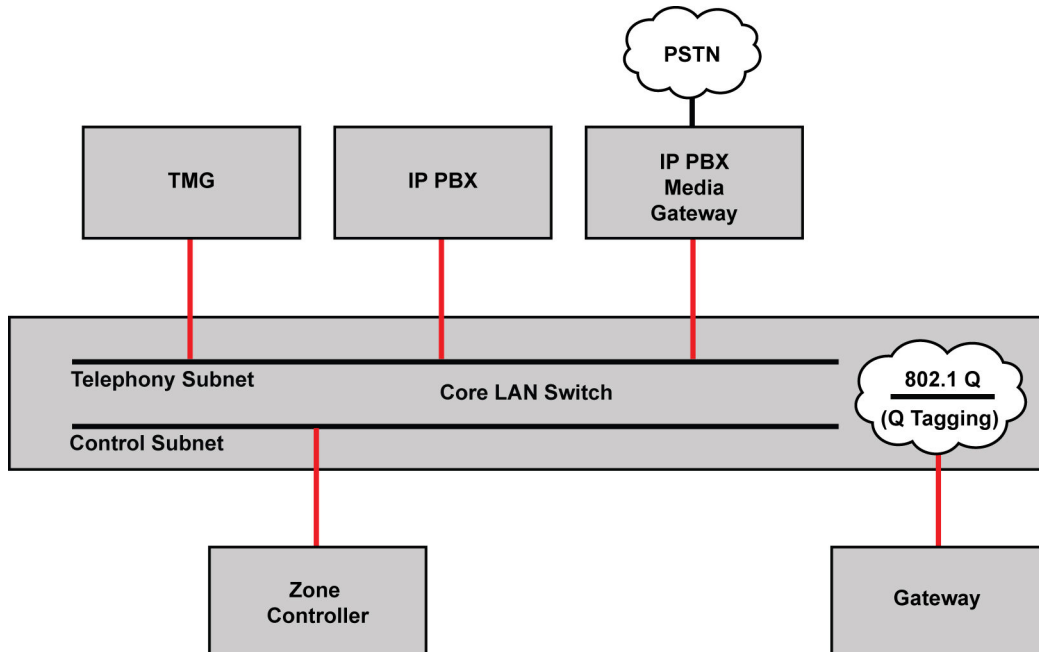 PSTN
TMG
IP PBX
IP PBX
Media
Gateway
Telephony Subnet
Core LAN Switch
802.1 Q
(Q Tagging)
Control Subnet
Zone
Controller
Gateway